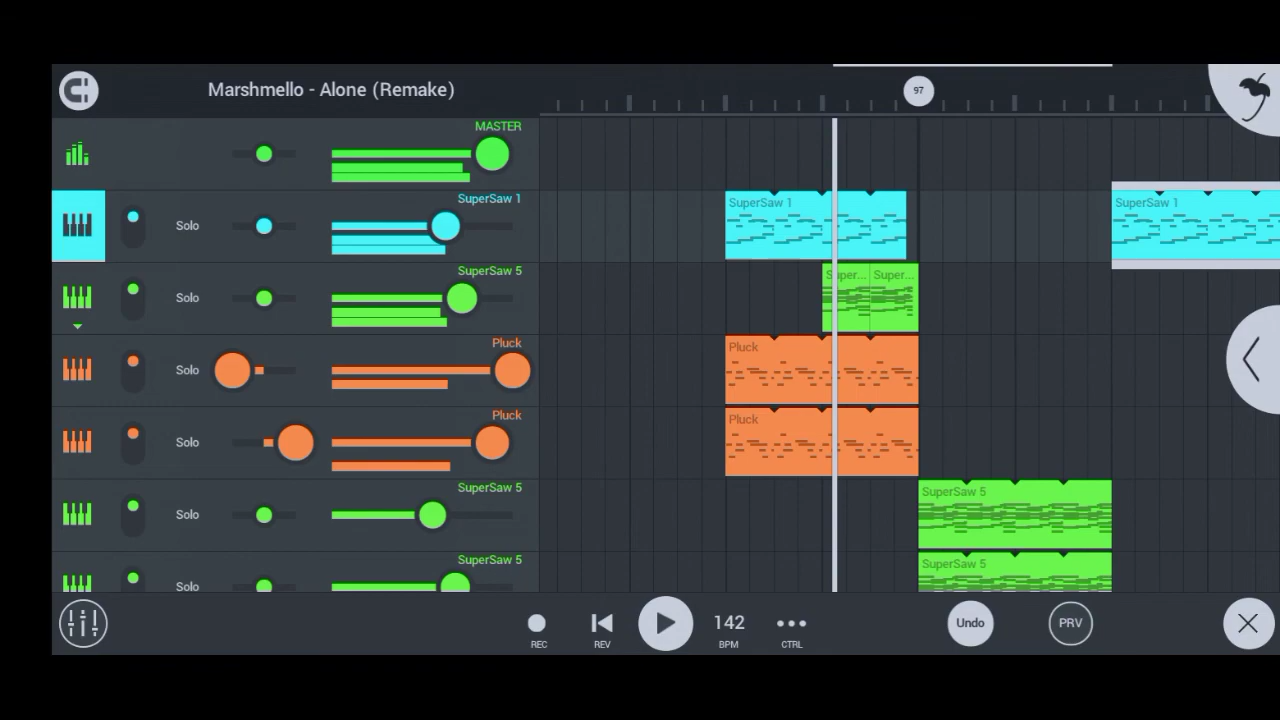 Marshmello - Alone (Remake)
97
MASTER
SuperSaw 1
Solo
SuperSaw 1
SuperSaw 1
SuperSaw 5
Solo
Super...
Super...
Pluck
Solo
Pluck
Pluck
Solo
Pluck
SuperSaw 5
Solo
SuperSaw 5
SuperSaw 5
Solo
SuperSaw 5
142
Undo
PRV
REC
REV
BPM
CTRL